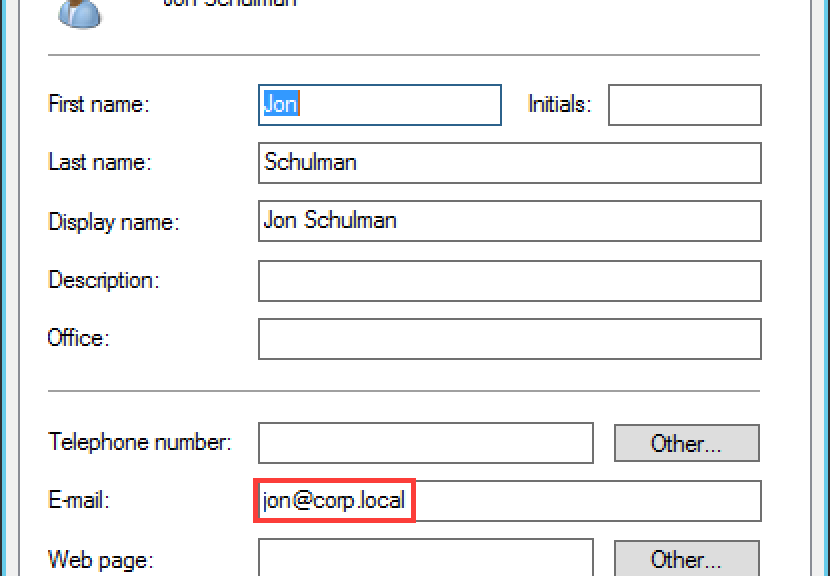 Jon Schulman
First name: Jon Initials:
Last name: Schulman
Display name: Jon Schulman
Description:
Office:
Telephone number: Other...
E-mail: jon@corp.local
Web page: Other...